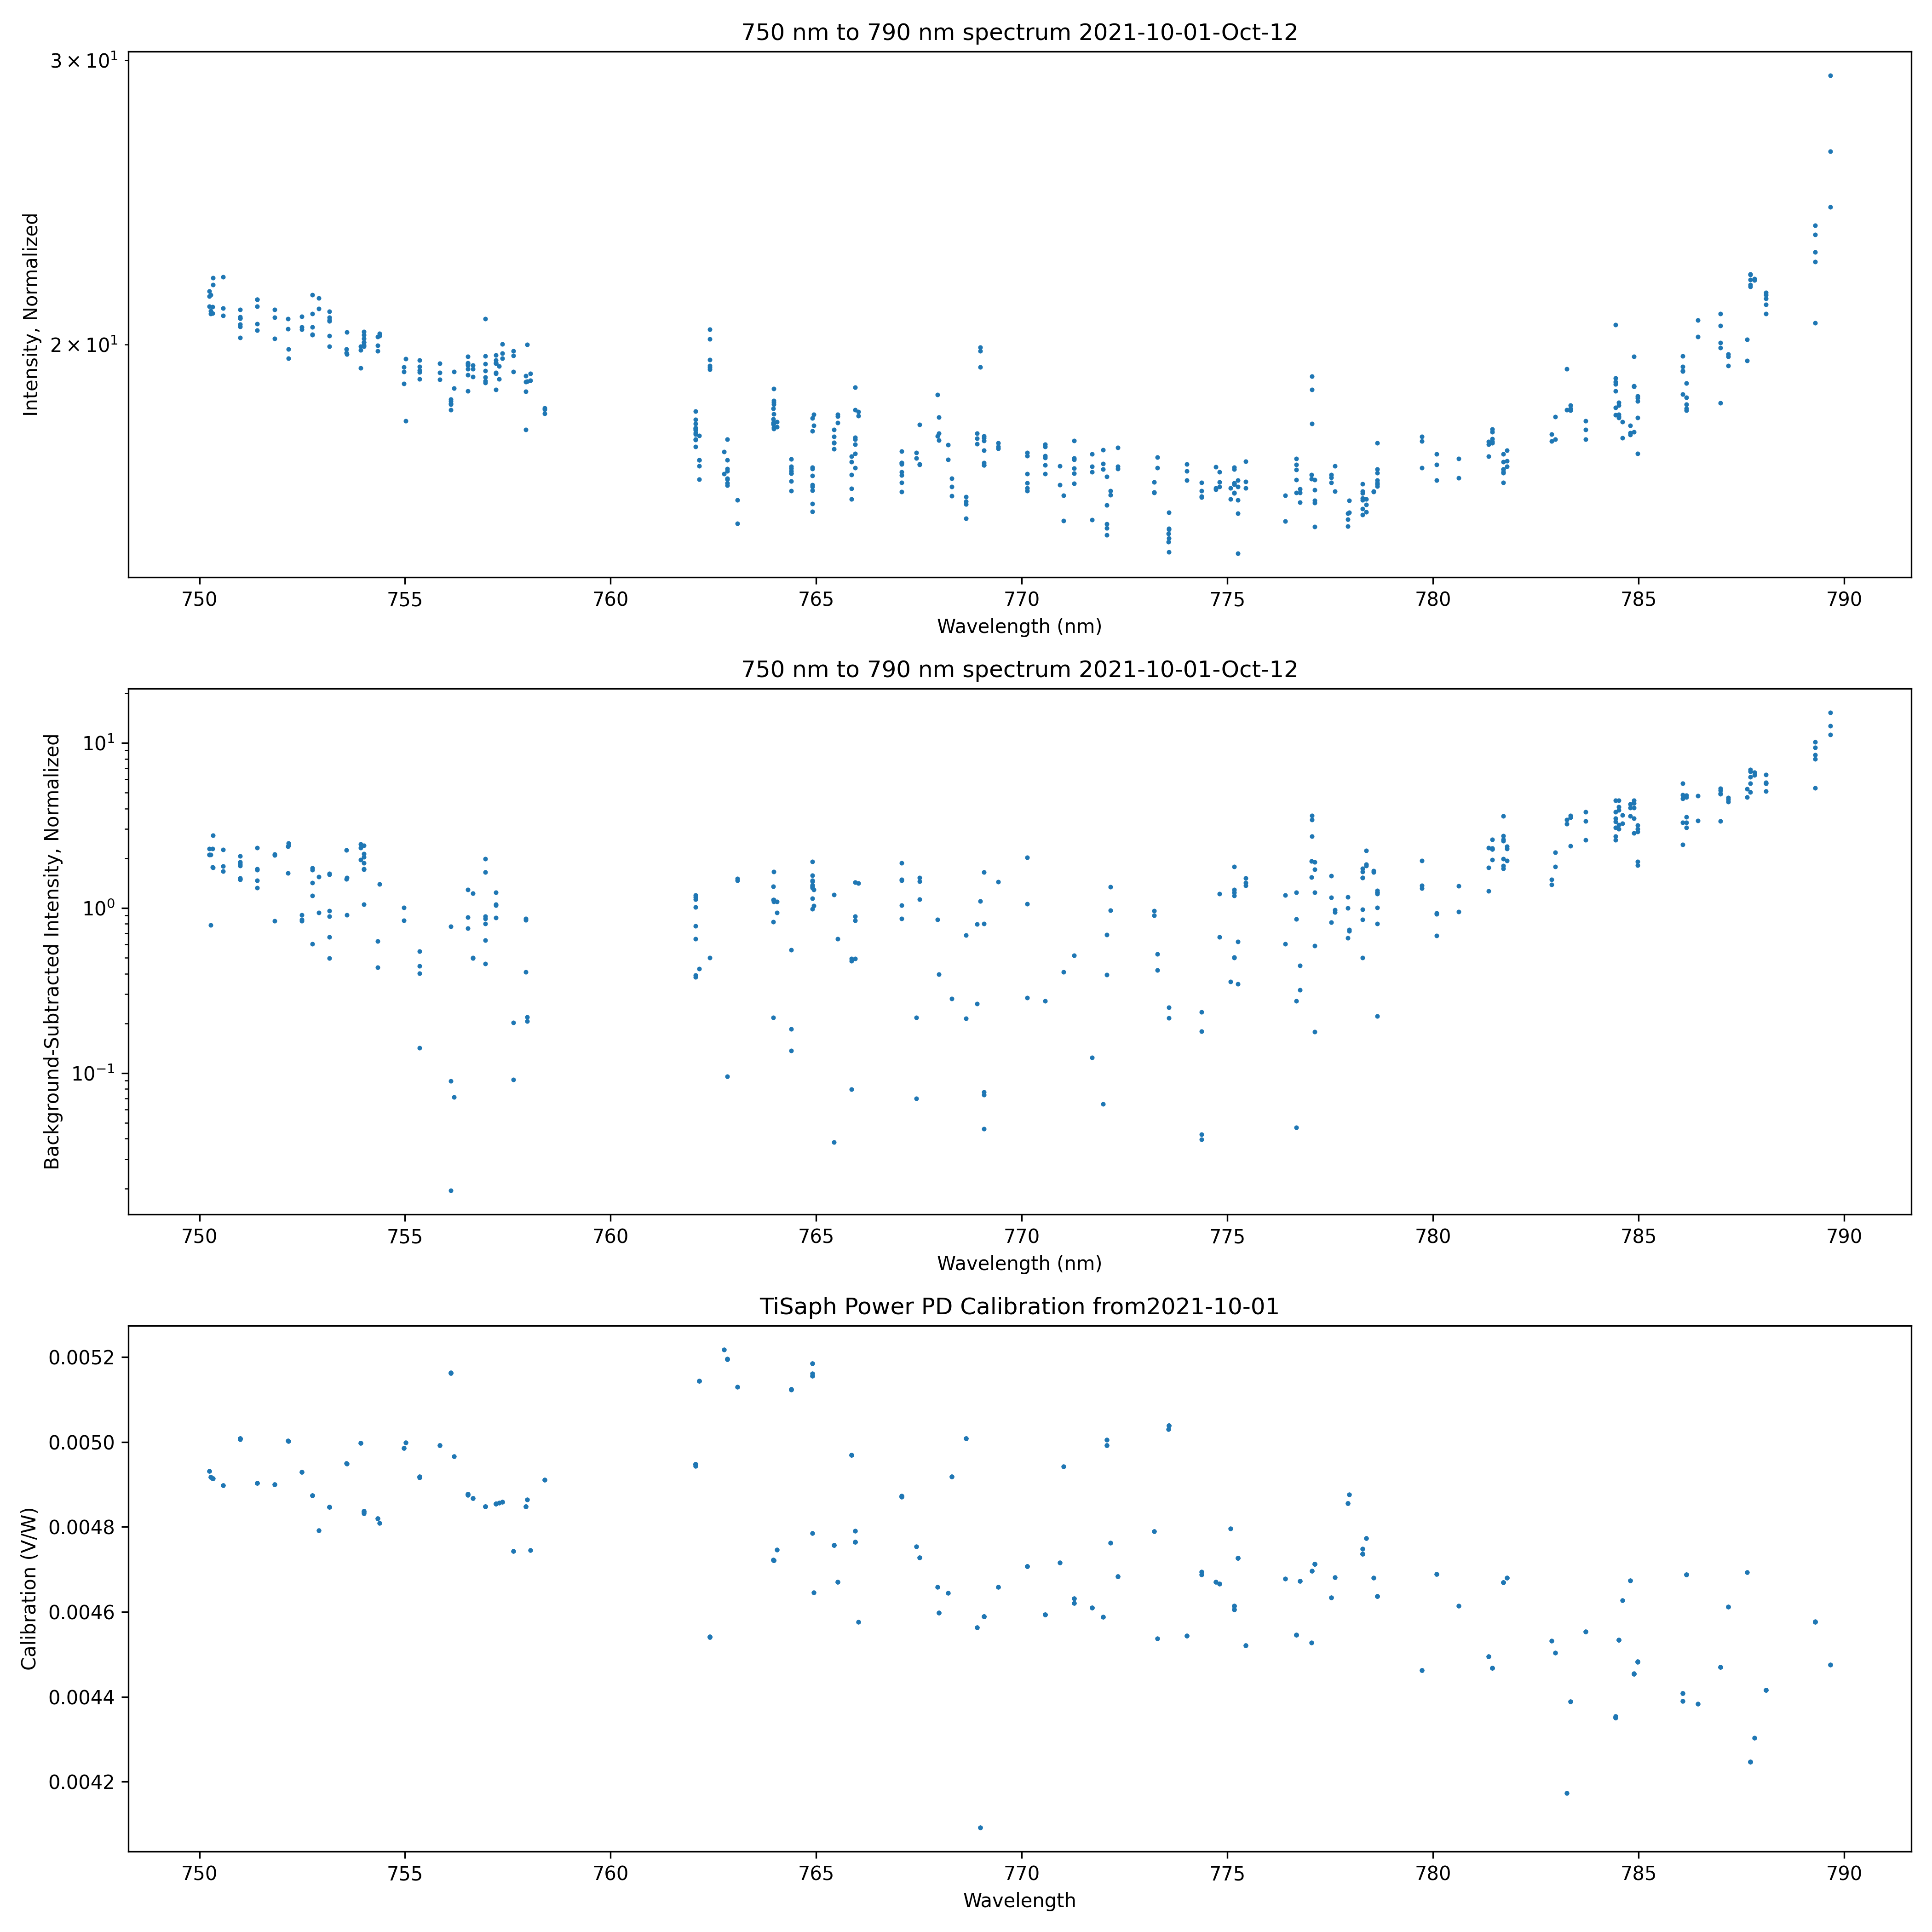 750 nm to 790 nm spectrum 2021-10-01-Oct-12
3 × 10¹
2 × 10¹
Intensity, Normalized
750 755 760 765 770 775 780 785 790
Wavelength (nm)
750 nm to 790 nm spectrum 2021-10-01-Oct-12
10¹
10⁰
10⁻¹
Background-Subtracted Intensity, Normalized
750 755 760 765 770 775 780 785 790
Wavelength (nm)
TiSaph Power PD Calibration from2021-10-01
0.0052
0.0050
0.0048
0.0046
0.0044
0.0042
Calibration (V/W)
750 755 760 765 770 775 780 785 790
Wavelength